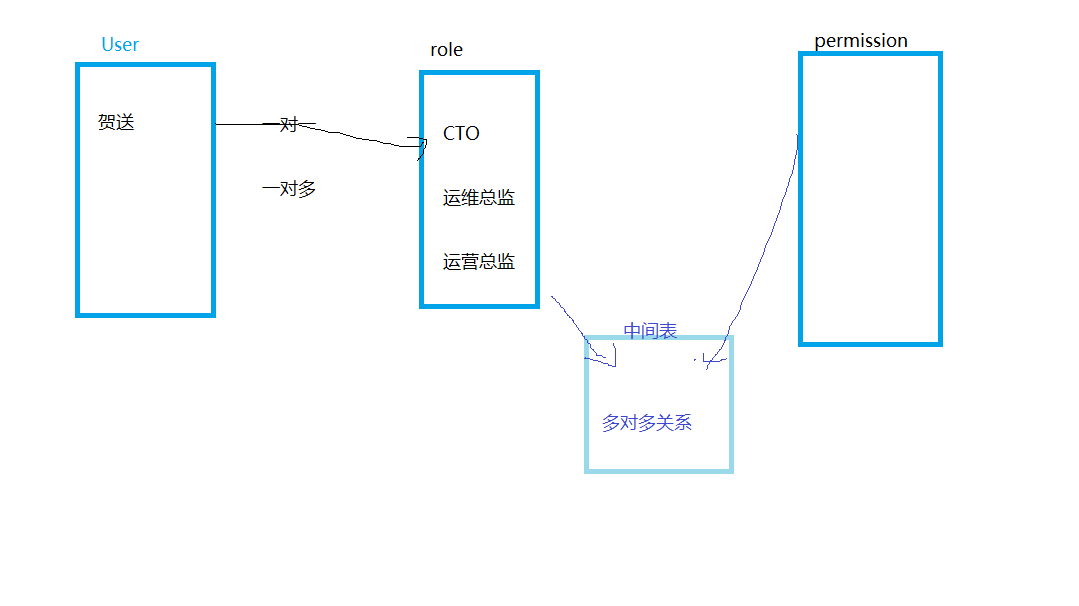 User
role
permission
贺送
一对一
CTO
一对多
运维总监
运营总监
中间表
多对多关系